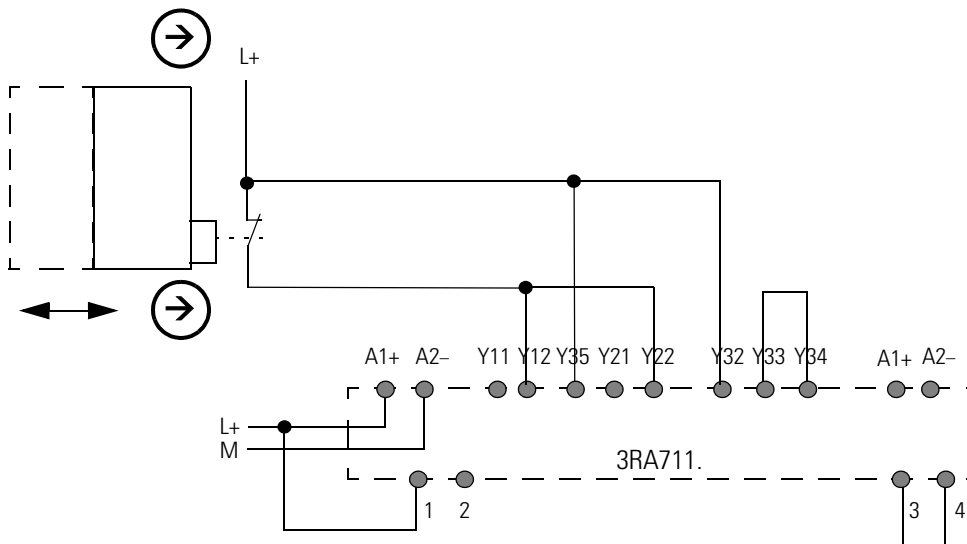 L+
A1+ A2– Y11 Y12 Y35 Y21 Y22 Y32 Y33 Y34 A1+ A2–
L+
M
3RA711.
1 2 3 4